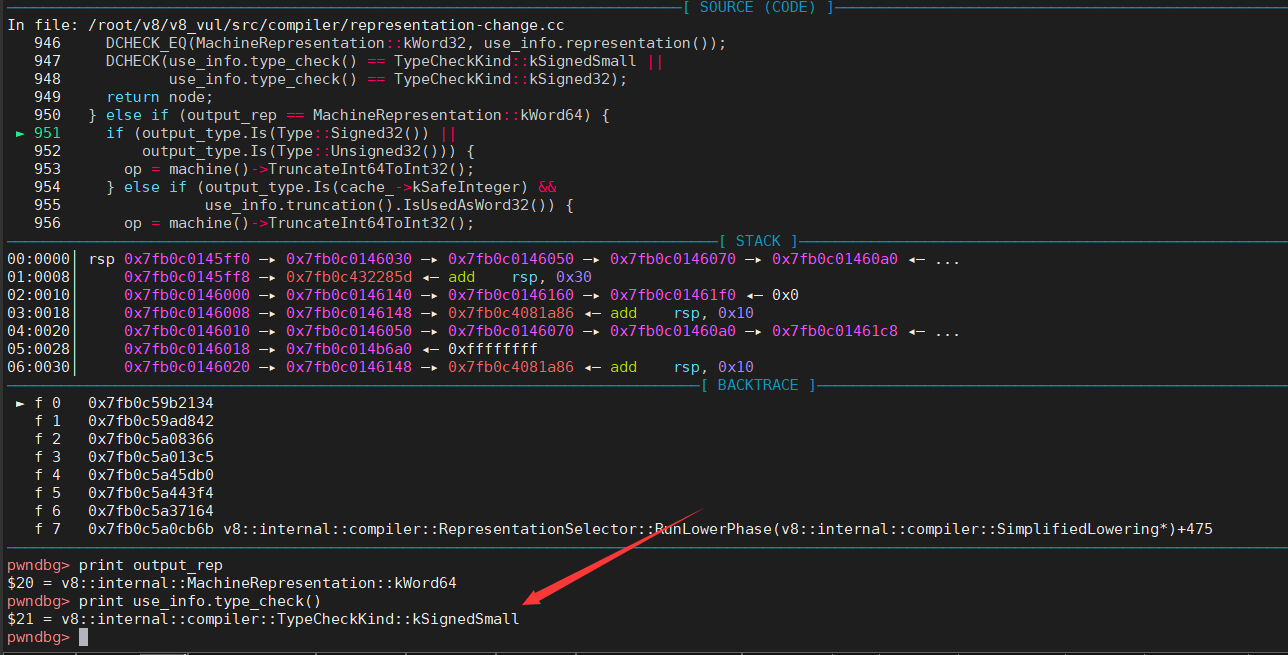 [ SOURCE (CODE) ]
In file: /root/v8/v8_vul/src/compiler/representation-change.cc
946 DCHECK_EQ(MachineRepresentation::kWord32, use_info.representation());
947 DCHECK(use_info.type_check() == TypeCheckKind::kSignedSmall ||
948 use_info.type_check() == TypeCheckKind::kSigned32);
949 return node;
950 } else if (output_rep == MachineRepresentation::kWord64) {
► 951 if (output_type.Is(Type::Signed32()) ||
952 output_type.Is(Type::Unsigned32())) {
953 op = machine()->TruncateInt64ToInt32();
954 } else if (output_type.Is(cache_->kSafeInteger) &&
955 use_info.truncation().IsUsedAsWord32()) {
956 op = machine()->TruncateInt64ToInt32();
[ STACK ]
00:0000│ rsp 0x7fb0c0145ff0 —▸ 0x7fb0c0146030 —▸ 0x7fb0c0146050 —▸ 0x7fb0c0146070 —▸ 0x7fb0c01460a0 ◂— ...
01:0008│ 0x7fb0c0145ff8 —▸ 0x7fb0c432285d ◂— add rsp, 0x30
02:0010│ 0x7fb0c0146000 —▸ 0x7fb0c0146140 —▸ 0x7fb0c0146160 —▸ 0x7fb0c01461f0 ◂— 0x0
03:0018│ 0x7fb0c0146008 —▸ 0x7fb0c0146148 —▸ 0x7fb0c4081a86 ◂— add rsp, 0x10
04:0020│ 0x7fb0c0146010 —▸ 0x7fb0c0146050 —▸ 0x7fb0c0146070 —▸ 0x7fb0c01460a0 —▸ 0x7fb0c01461c8 ◂— ...
05:0028│ 0x7fb0c0146018 —▸ 0x7fb0c014b6a0 ◂— 0xffffffff
06:0030│ 0x7fb0c0146020 —▸ 0x7fb0c0146148 —▸ 0x7fb0c4081a86 ◂— add rsp, 0x10
[ BACKTRACE ]
► f 0 0x7fb0c59b2134
f 1 0x7fb0c59ad842
f 2 0x7fb0c5a08366
f 3 0x7fb0c5a013c5
f 4 0x7fb0c5a45db0
f 5 0x7fb0c5a443f4
f 6 0x7fb0c5a37164
f 7 0x7fb0c5a0cb6b v8::internal::compiler::RepresentationSelector::RunLowerPhase(v8::internal::compiler::SimplifiedLowering*)+475
pwndbg> print output_rep
$20 = v8::internal::MachineRepresentation::kWord64
pwndbg> print use_info.type_check()
$21 = v8::internal::compiler::TypeCheckKind::kSignedSmall
pwndbg>